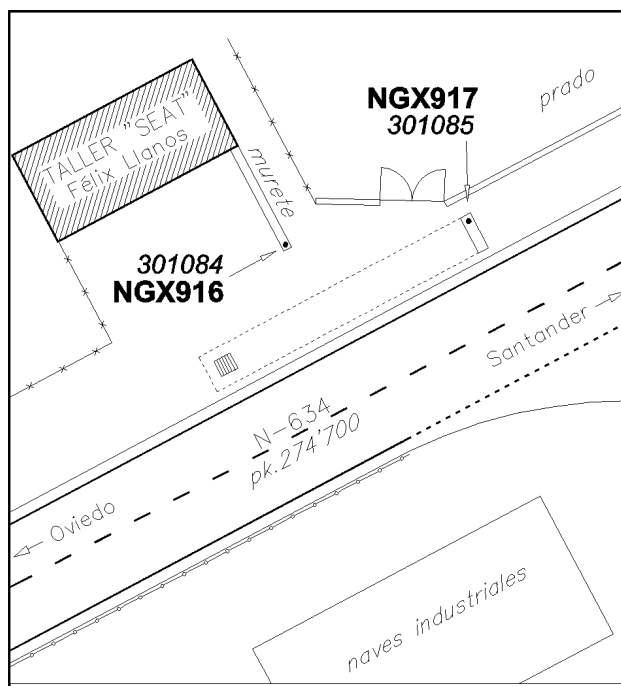 TALLER "SEAT"
Félix Llanos
murete
NGX917
301085
prado
301084
NGX916
Santander
N-634
pk.274'700
Oviedo
naves industriales